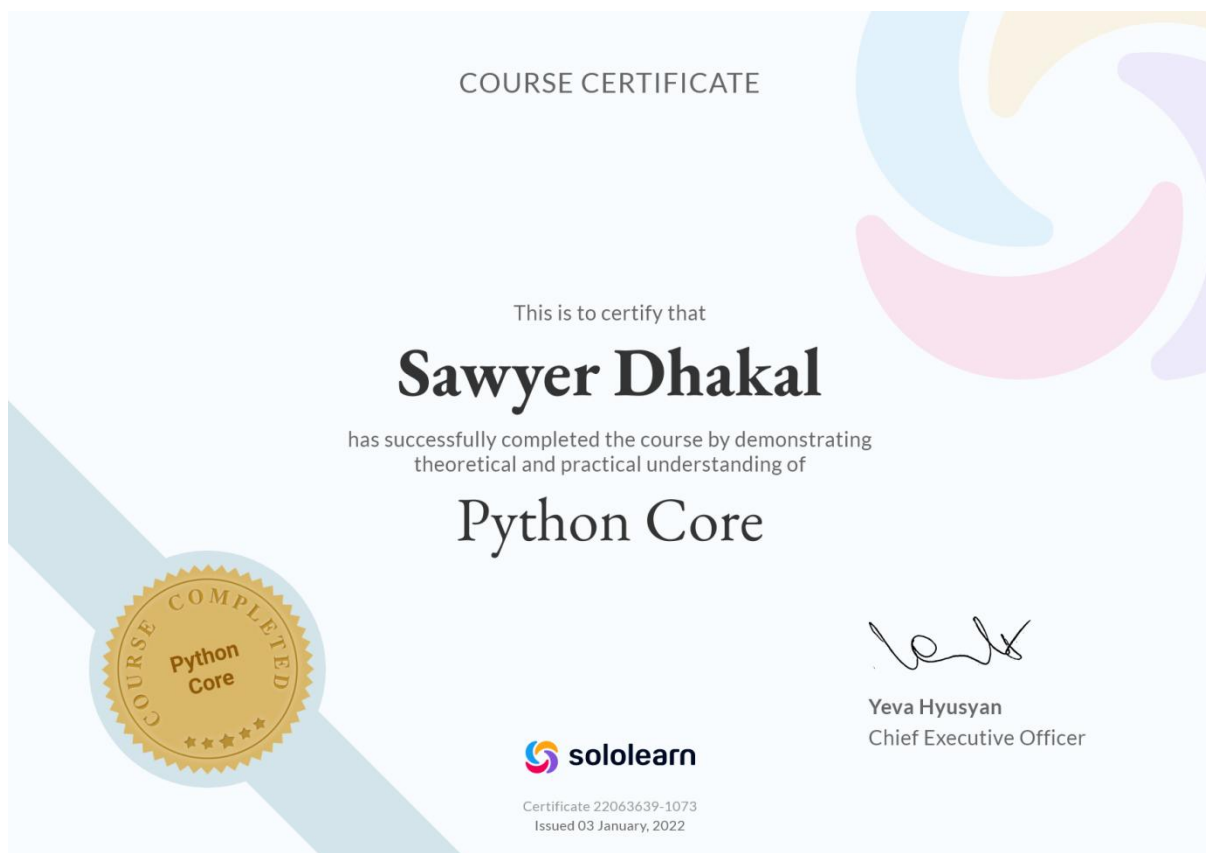 COURSE CERTIFICATE
This is to certify that
Sawyer Dhakal
has successfully completed the course by demonstrating
theoretical and practical understanding of
Python Core
COURSE COMPLETED
Python
Core
Yeva Hyusyan
Chief Executive Officer
sololearn
Certificate 22063639-1073
Issued 03 January, 2022